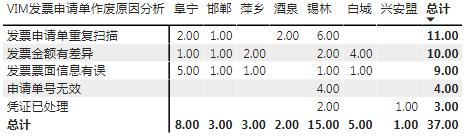 VIM发票申请单作废原因分析 阜宁 邯郸 萍乡 酒泉 锡林 白城 兴安盟 总计
发票申请单重复扫描 2.00 1.00 2.00 6.00 11.00
发票金额有差异 1.00 1.00 2.00 2.00 4.00 10.00
发票票面信息有误 5.00 1.00 1.00 1.00 1.00 9.00
申请单号无效 4.00 4.00
凭证已处理 2.00 1.00 3.00
总计 8.00 3.00 3.00 2.00 15.00 5.00 1.00 37.00